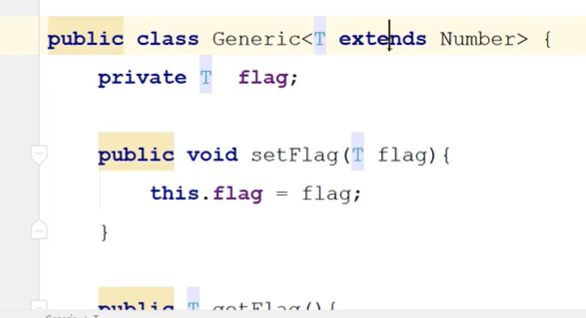 public class Generic<T extends Number> {
private T flag;
public void setFlag(T flag){
this.flag = flag;
}
public T getFlag(){